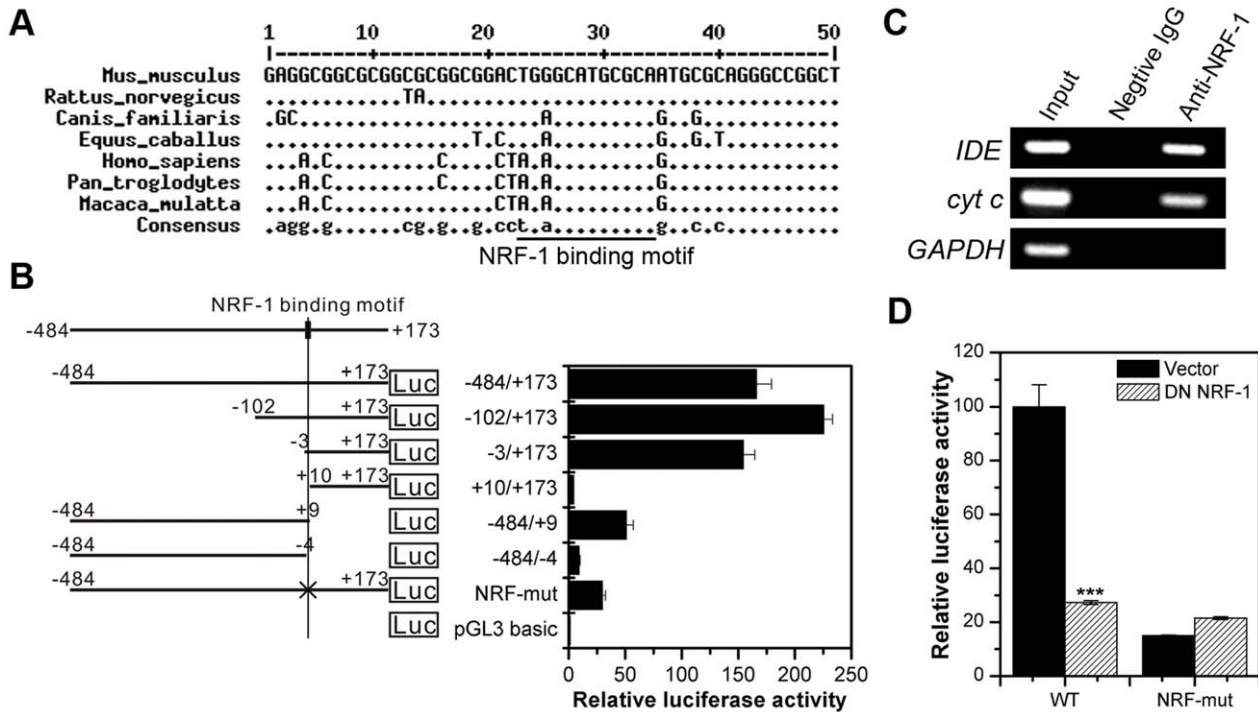 A
1 10 20 30 40 50
|---------+---------+---------+---------+---------|
Mus_musculus GAGGCGGCGCGGCGCGGCGGACTGGGCATGCGCAATGCGCAGGGCCGGCT
Rattus_norvegicus ............TA....................................
Canis_familiaris .GC.....................A.........G..G............
Equus_caballus ..................T.C...A.........G..G.T..........
Homo_sapiens ...A.C.........C....CTA.A.........G...............
Pan_troglodytes ...A.C.........C....CTA.A.........G...............
Macaca_mulatta ...A.C..............CTA.A.........................
Consensus .agg.g......cg.g..g.cct.a.........g..c.c..........
NRF-1 binding motif
B
NRF-1 binding motif
-484 +173
-484 +173 Luc -484/+173
-102 +173 Luc -102/+173
-3 +173 Luc -3/+173
+10 +173 Luc +10/+173
-484 +9 Luc -484/+9
-484 -4 Luc -484/-4
-484 +173 Luc NRF-mut
Luc pGL3 basic
0 50 100 150 200 250
Relative luciferase activity
C
Input Negtive IgG Anti-NRF-1
IDE
cyt c
GAPDH
D
Relative luciferase activity
120
100
80
60
40
20
0
Vector
DN NRF-1
***
WT NRF-mut